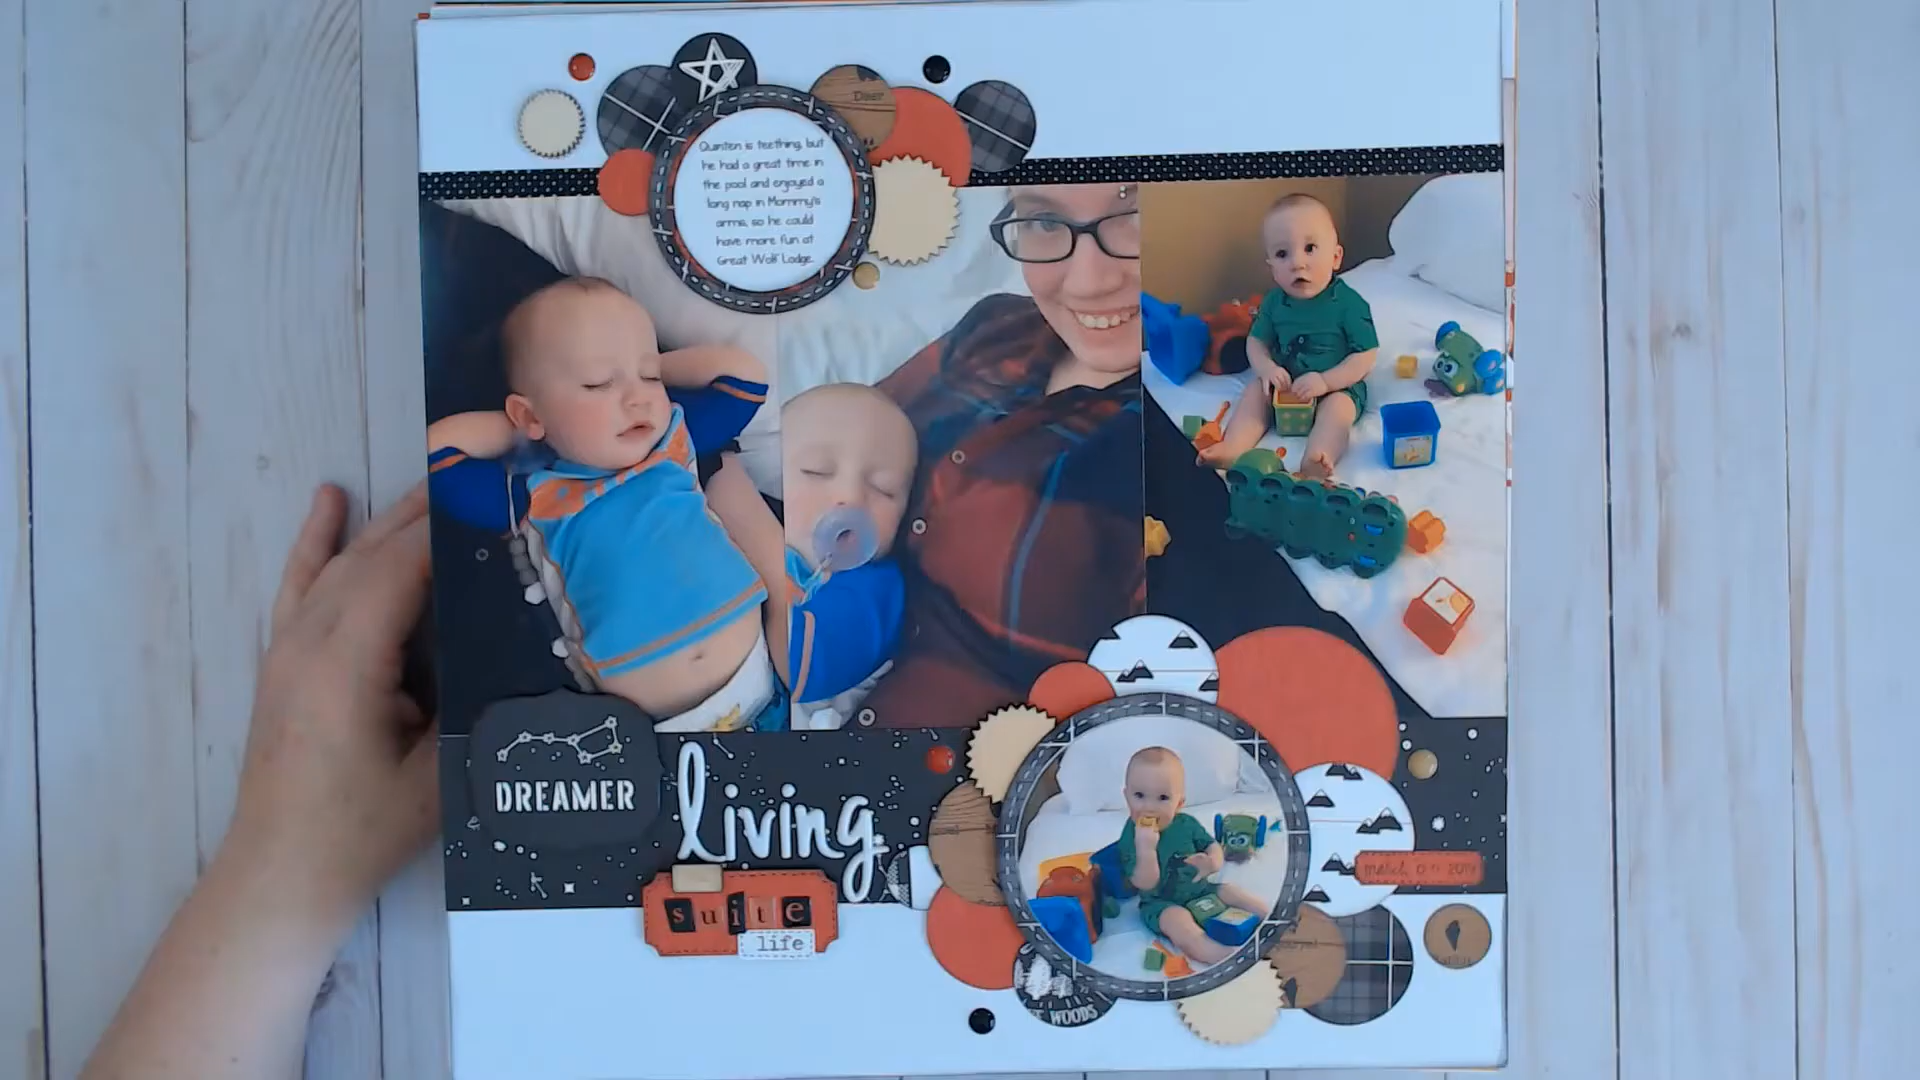 Deer
Quinten is teething, but
he had a great time in
the pool and enjoyed a
long nap in Mommy's
arms, so he could
have more fun at
Great Wolf Lodge.
DREAMER
living
suite
life
WOODS